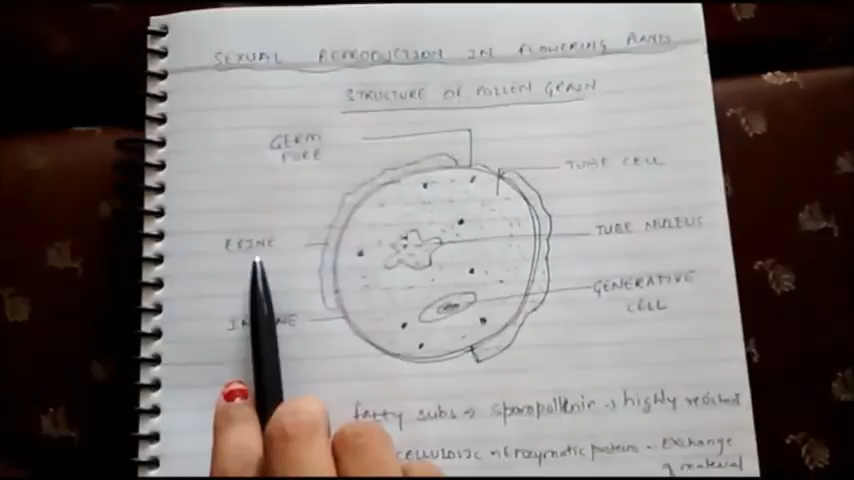 SEXUAL REPRODUCTION IN FLOWERING PLANTS
STRUCTURE OF POLLEN GRAIN
GERM
PORE
TUBE CELL
EXINE
TUBE NUCLEUS
GENERATIVE
CELL
fatty subs → sporopollenin → highly resistant
CELLULOSIC → Enzymatic proteins - Exchange
of material